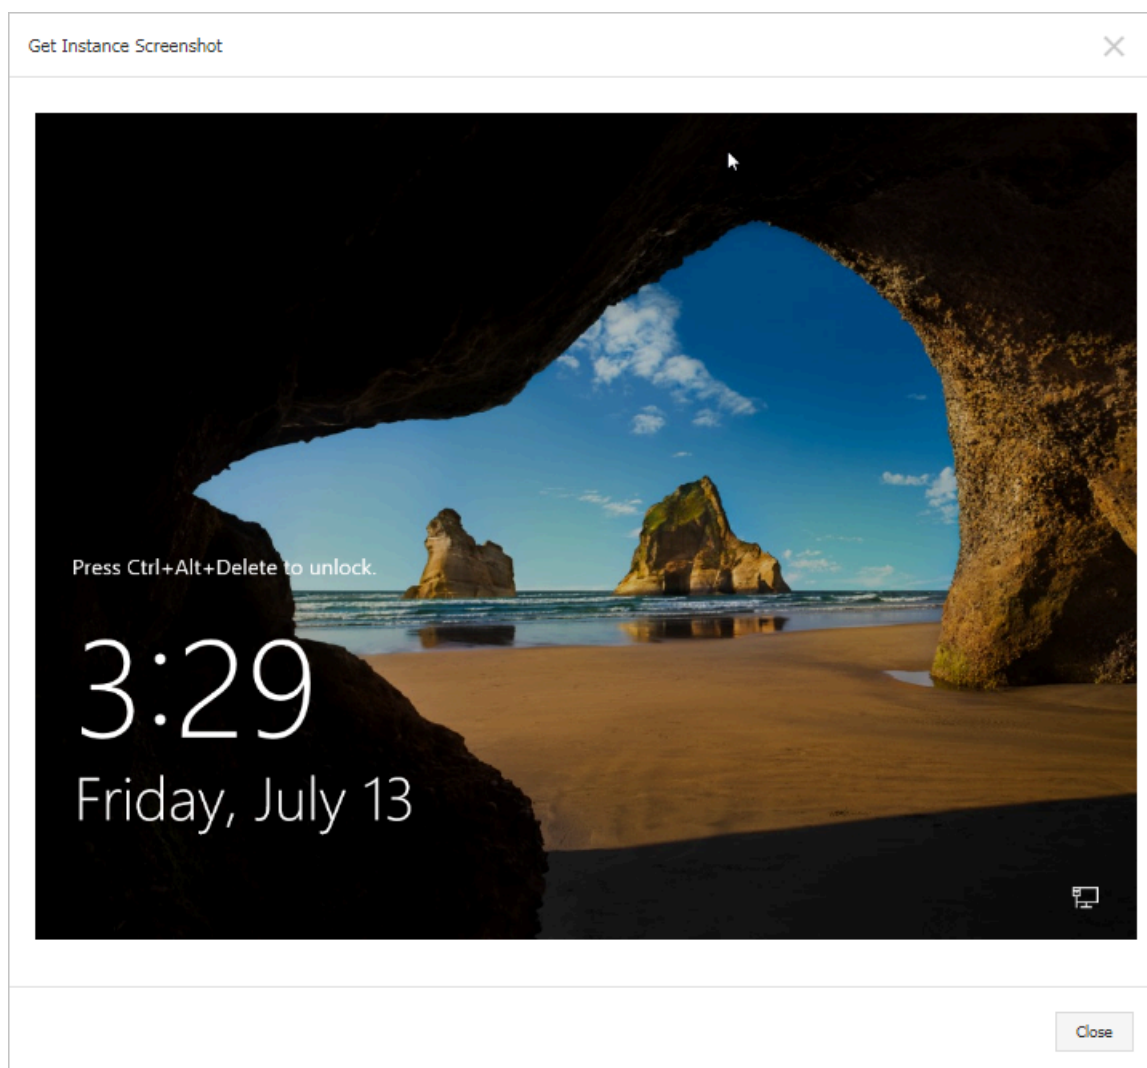 Get Instance Screenshot
Press Ctrl+Alt+Delete to unlock.
3:29
Friday, July 13
Close